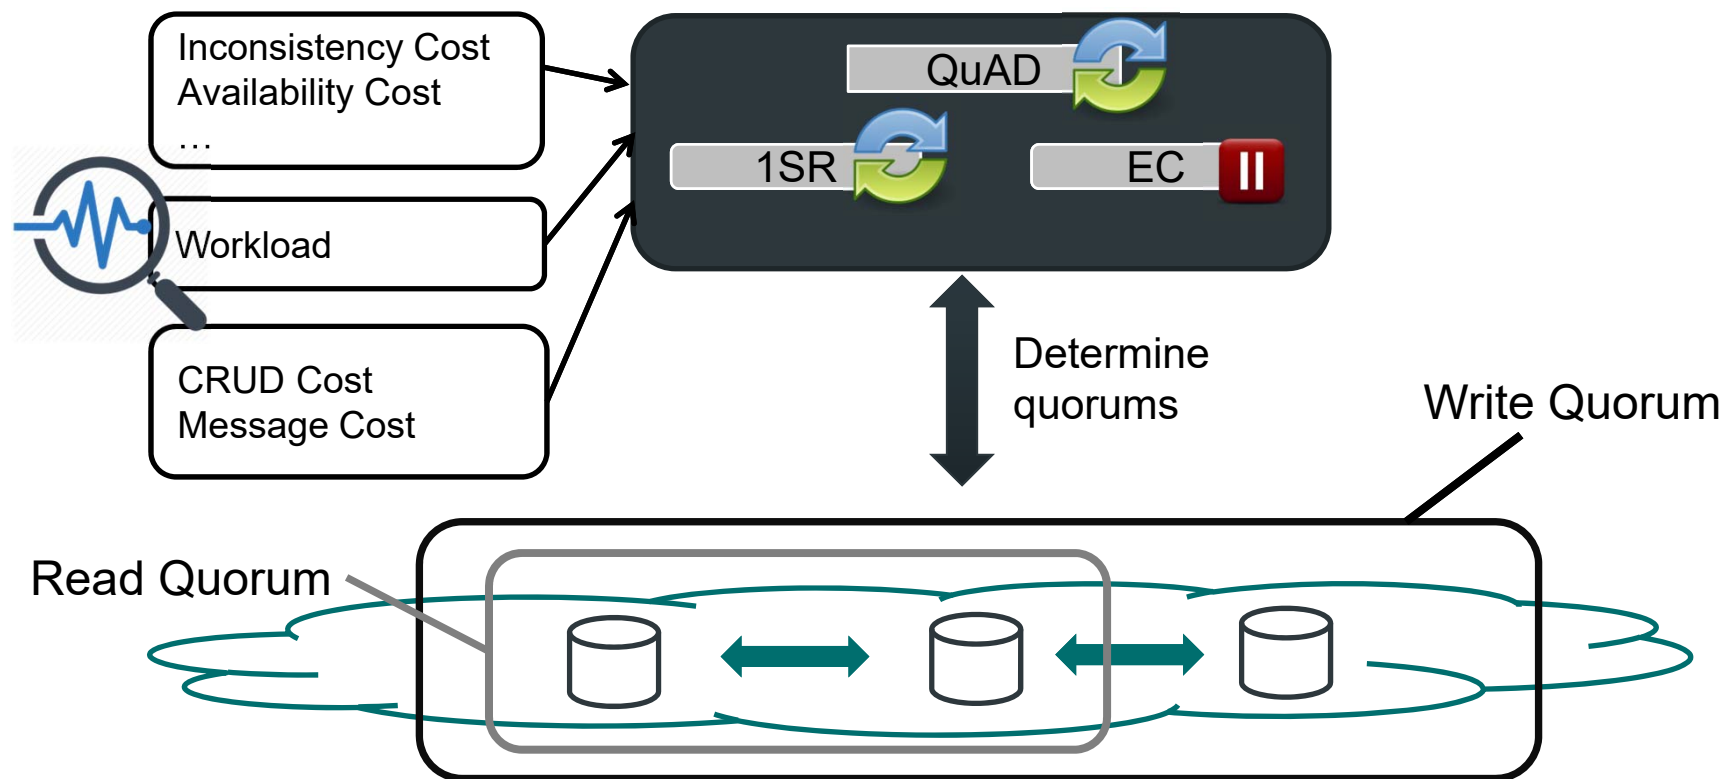 Inconsistency Cost
Availability Cost
…
Workload
CRUD Cost
Message Cost
QuAD
1SR
EC
Determine
quorums
Write Quorum
Read Quorum